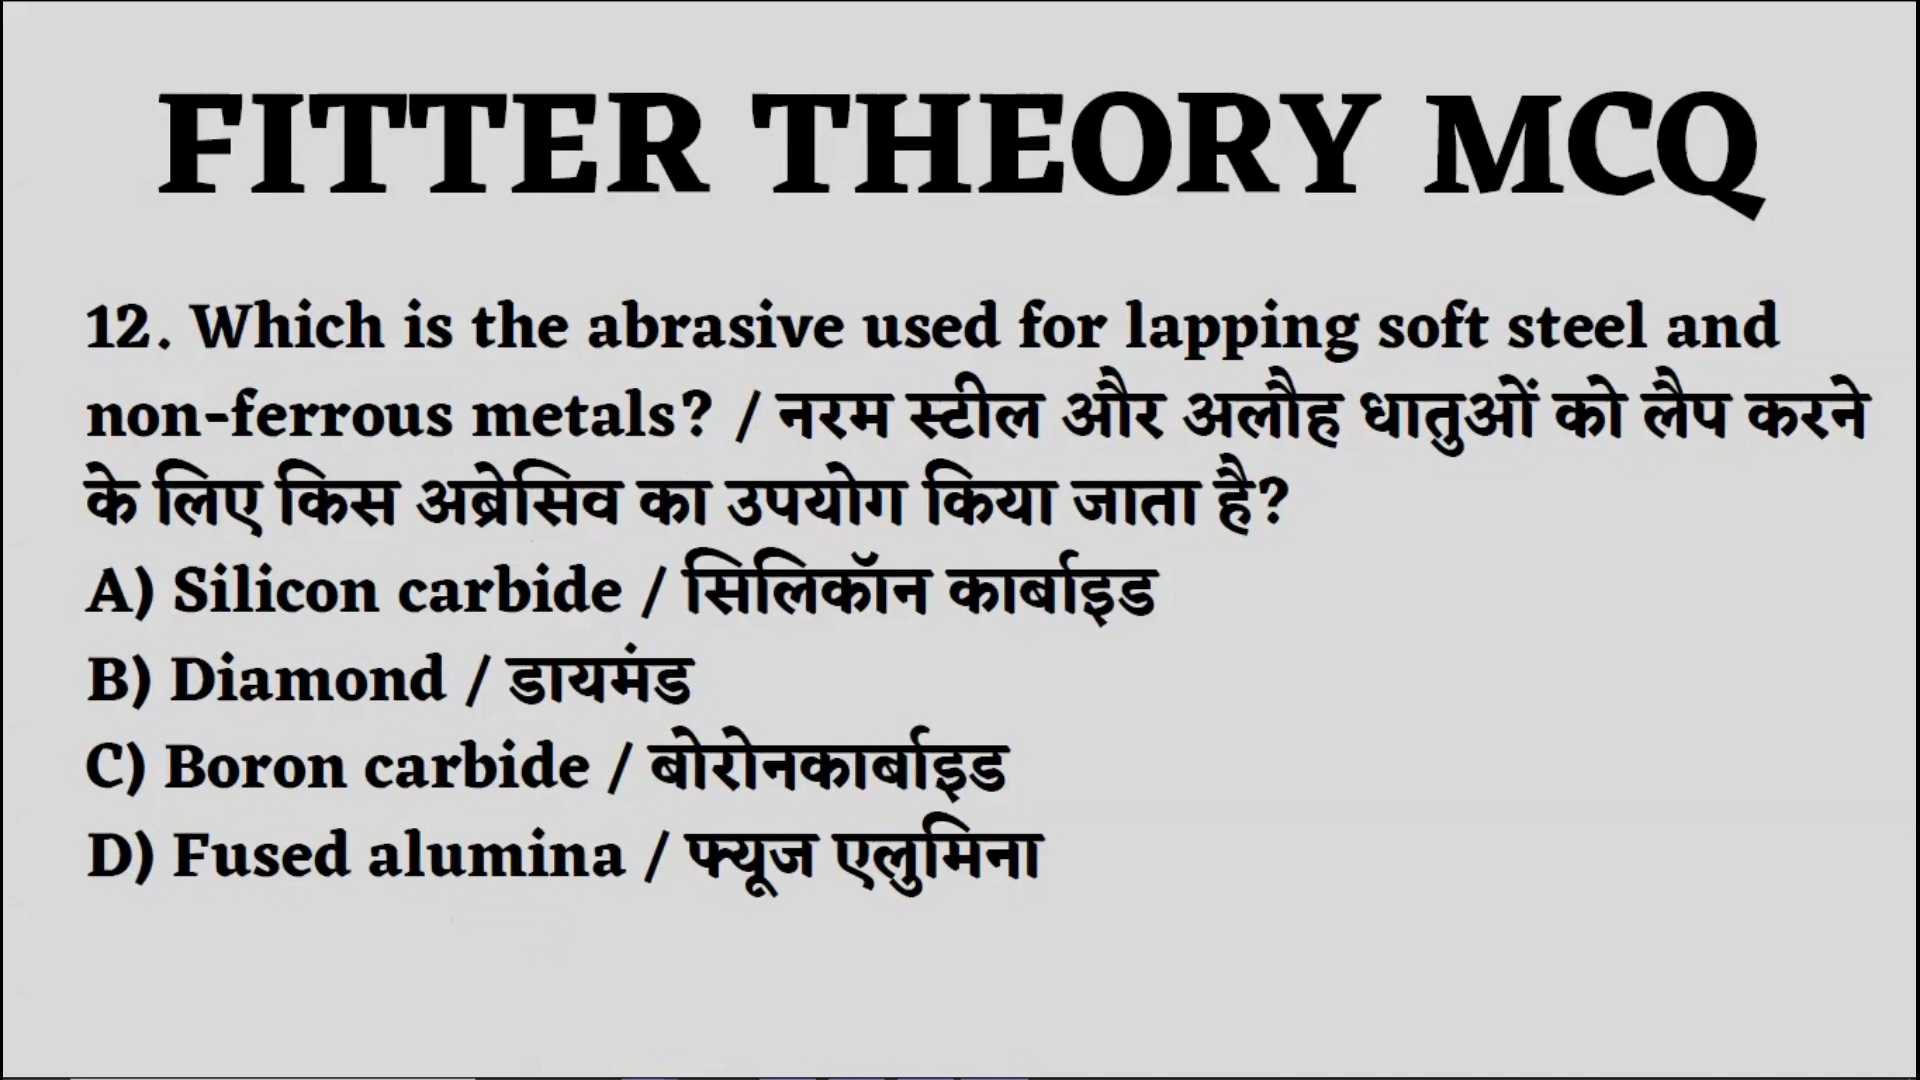 FITTER THEORY MCQ
12. Which is the abrasive used for lapping soft steel and
non-ferrous metals? / नरम स्टील और अलौह धातुओं को लैप करने
के लिए किस अब्रेसिव का उपयोग किया जाता है?
A) Silicon carbide / सिलिकॉन कार्बाइड
B) Diamond / डायमंड
C) Boron carbide / बोरोनकार्बाइड
D) Fused alumina / फ्यूज एलुमिना